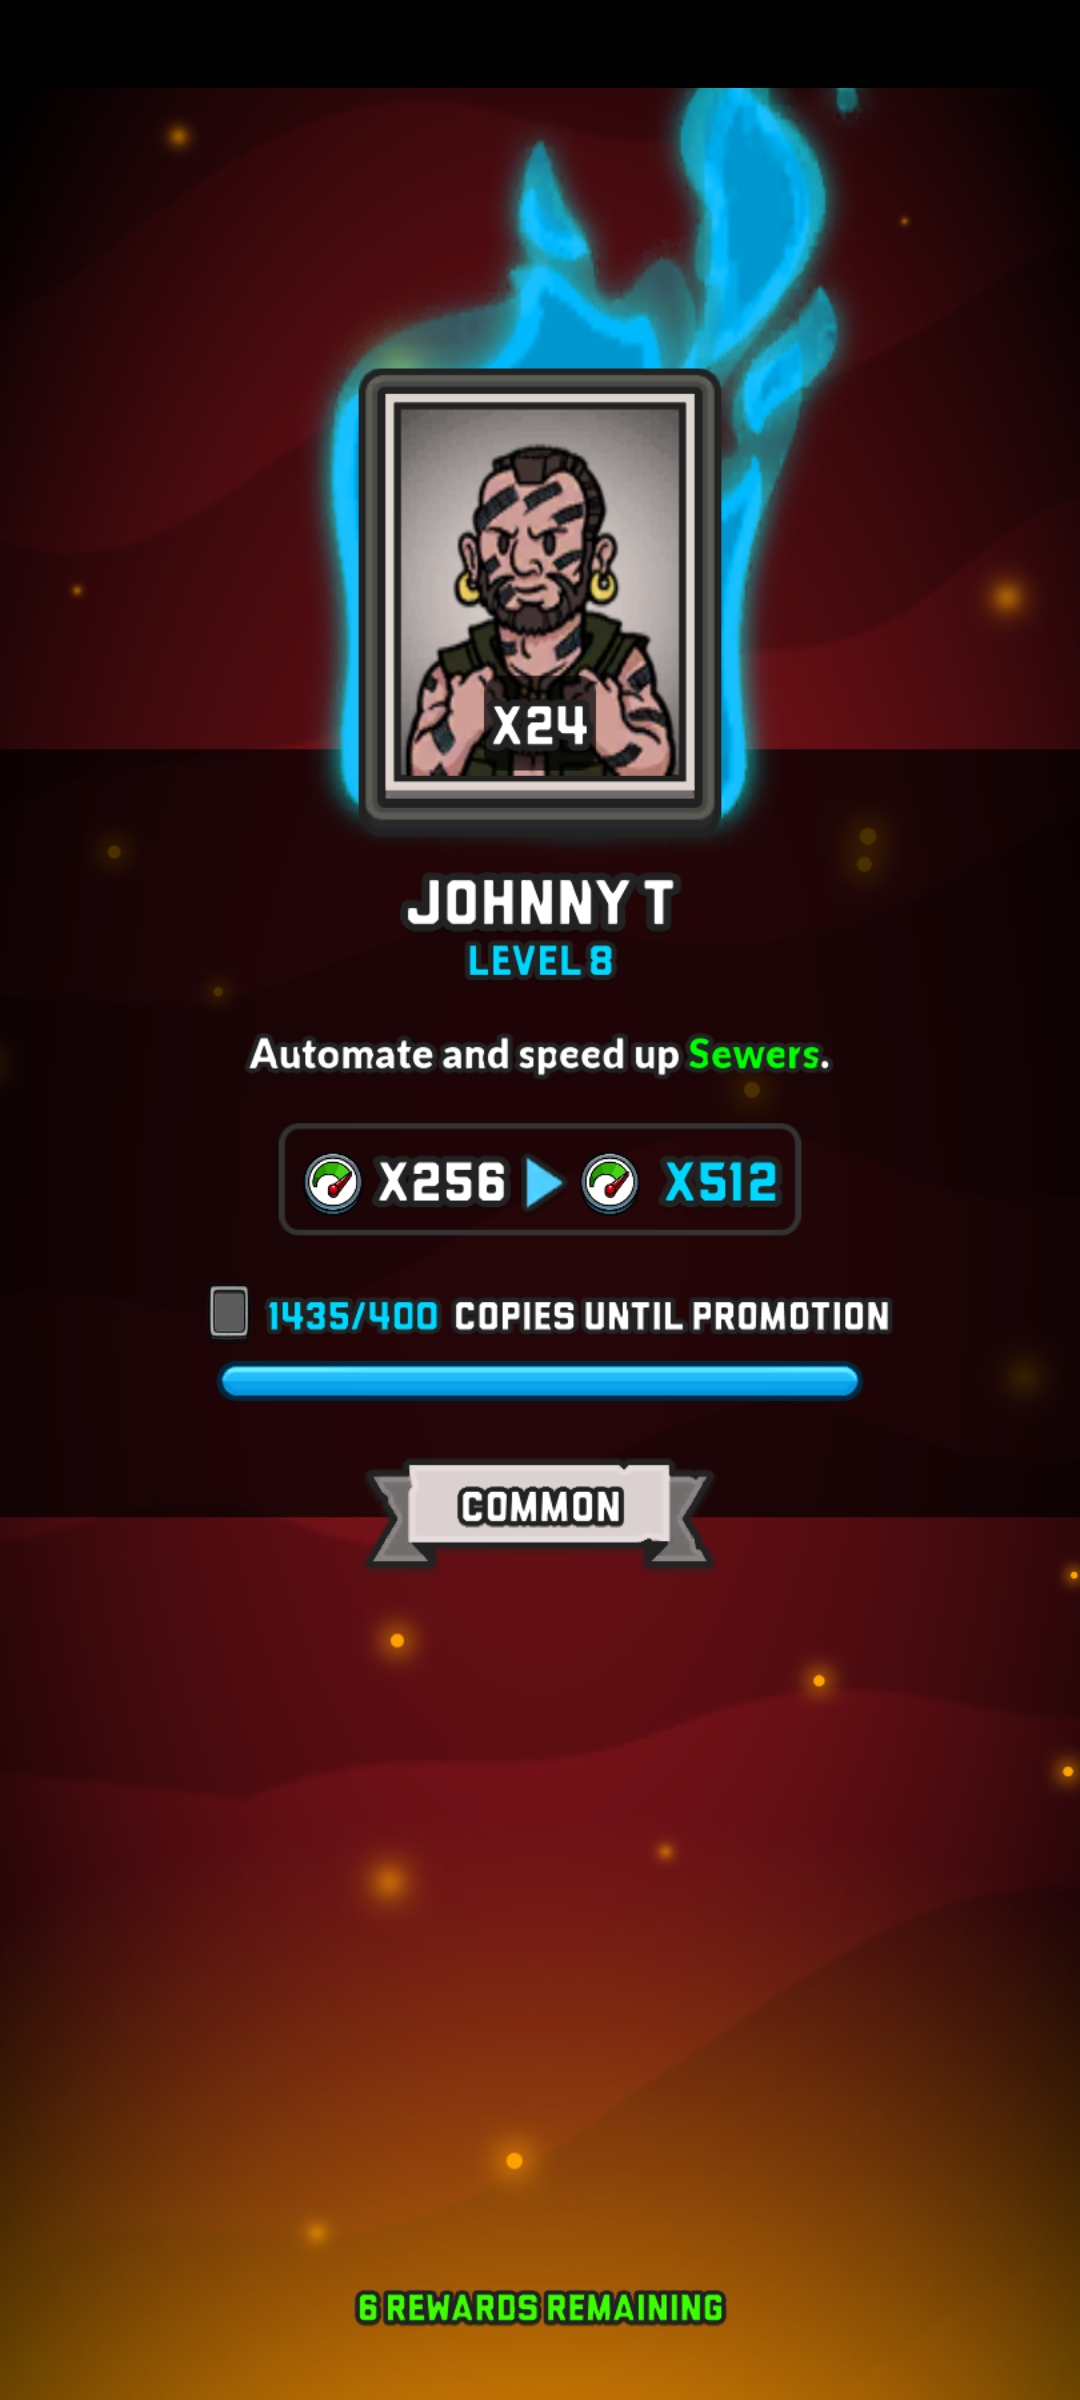 X24
JOHNNY T
LEVEL 8
Automate and speed up Sewers.
X256 X512
1435/400 COPIES UNTIL PROMOTION
COMMON
6 REWARDS REMAINING